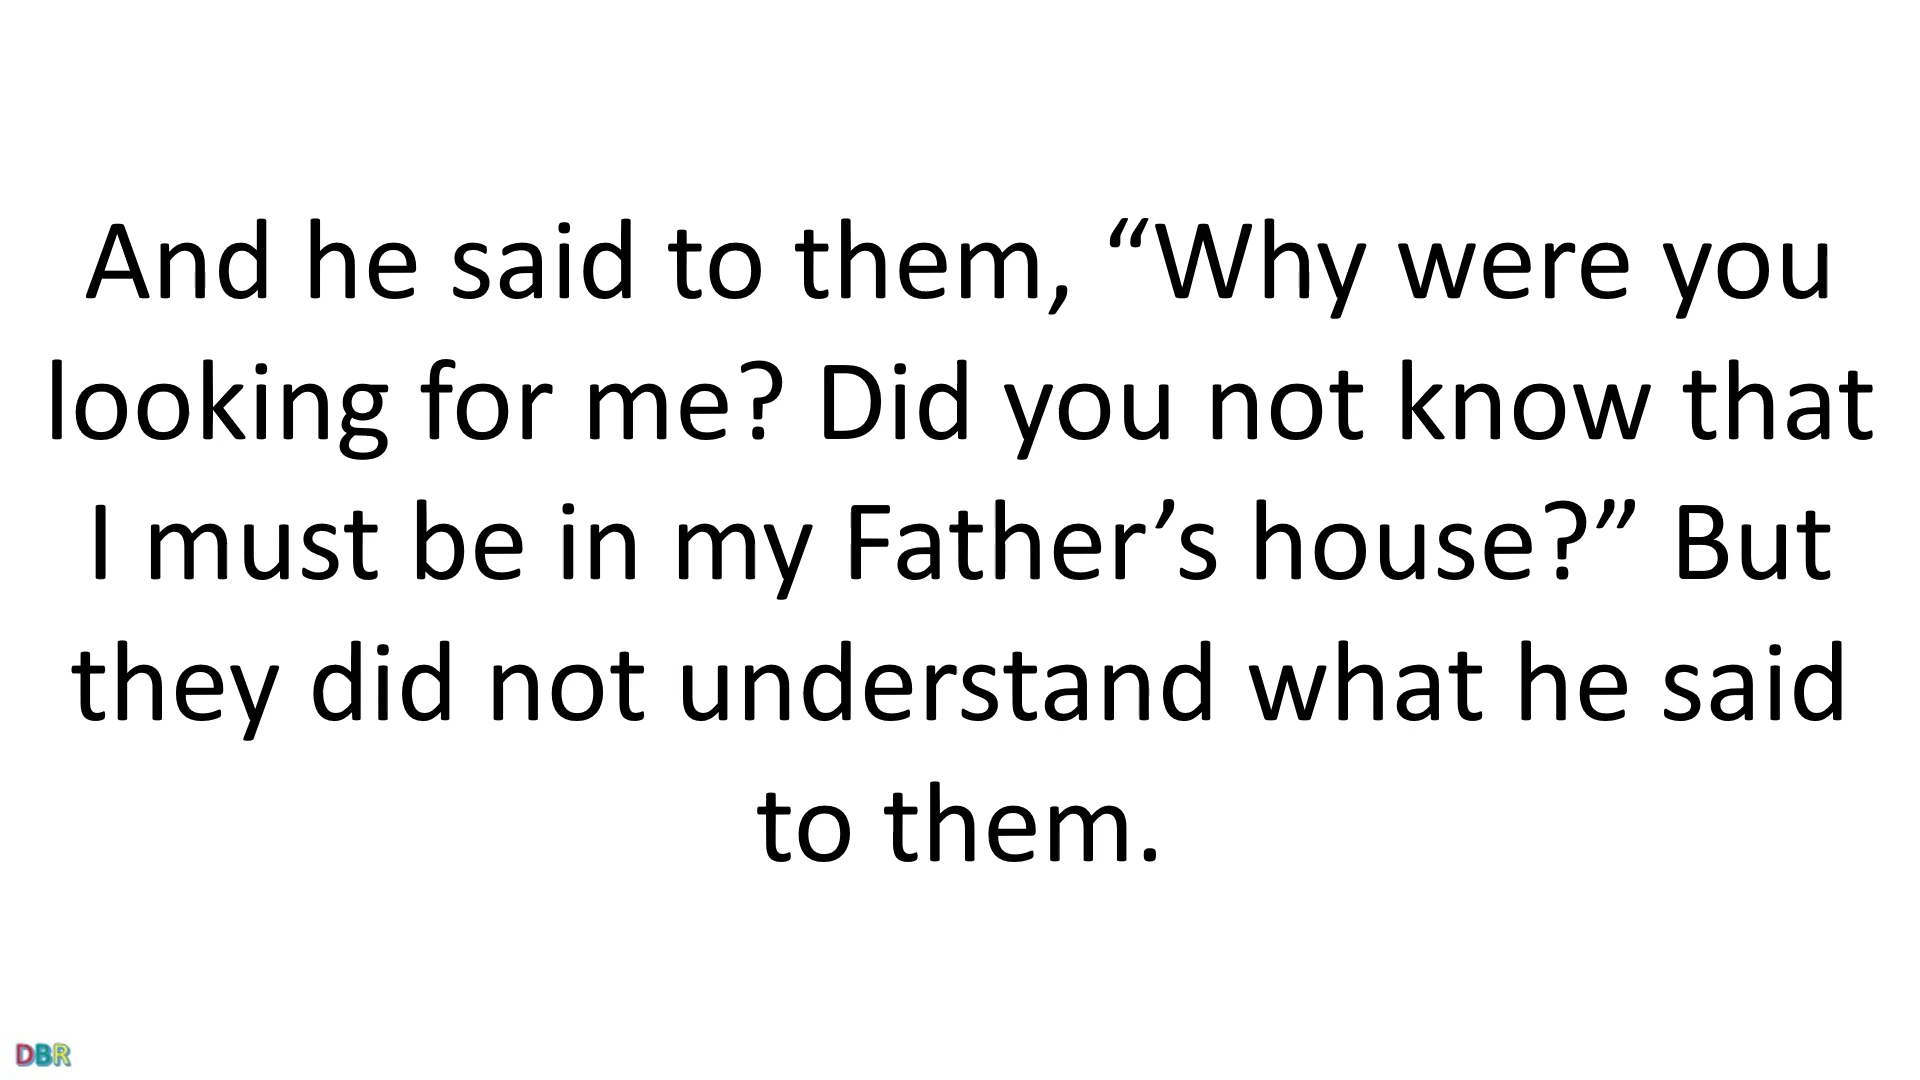 And he said to them, “Why were you
looking for me? Did you not know that
I must be in my Father’s house?” But
they did not understand what he said
to them.
DBR